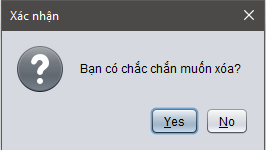 Xác nhận
Bạn có chắc chắn muốn xóa?
Yes No